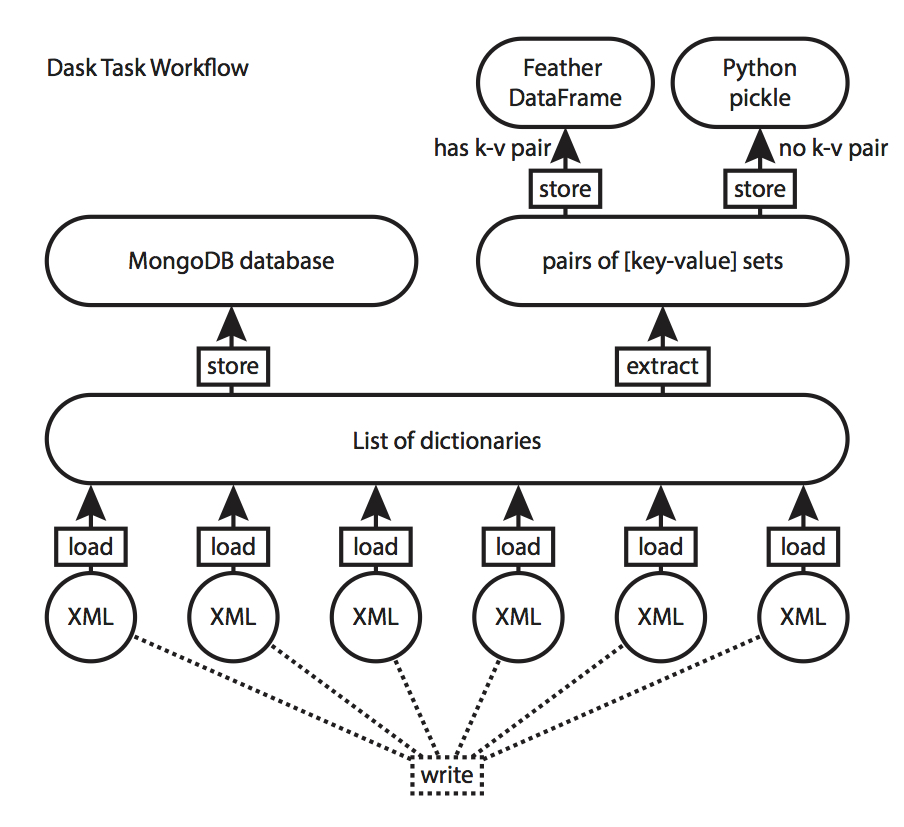 Dask Task Workflow
Feather
DataFrame
Python
pickle
has k-v pair
no k-v pair
store
store
MongoDB database
pairs of [key-value] sets
store
extract
List of dictionaries
load
load
load
load
load
load
XML
XML
XML
XML
XML
XML
write